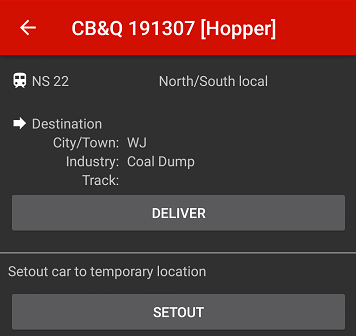 CB&Q 191307 [Hopper]
NS 22 North/South local
Destination
City/Town: WJ
Industry: Coal Dump
Track:
DELIVER
Setout car to temporary location
SETOUT